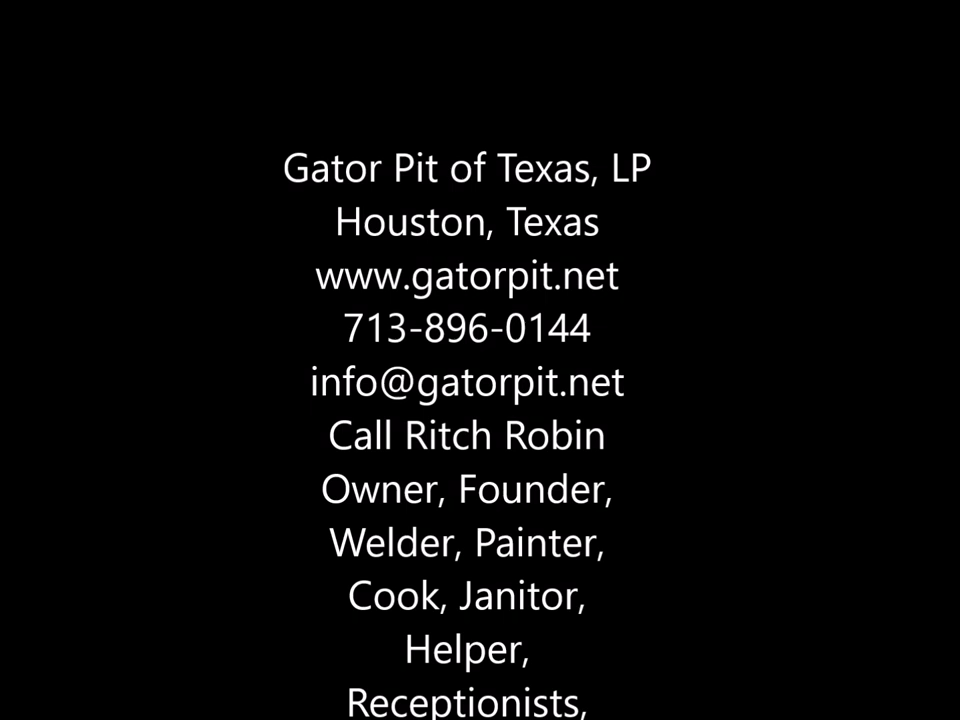 Gator Pit of Texas, LP
Houston, Texas
www.gatorpit.net
713-896-0144
info@gatorpit.net
Call Ritch Robin
Owner, Founder,
Welder, Painter,
Cook, Janitor,
Helper,
Receptionists,